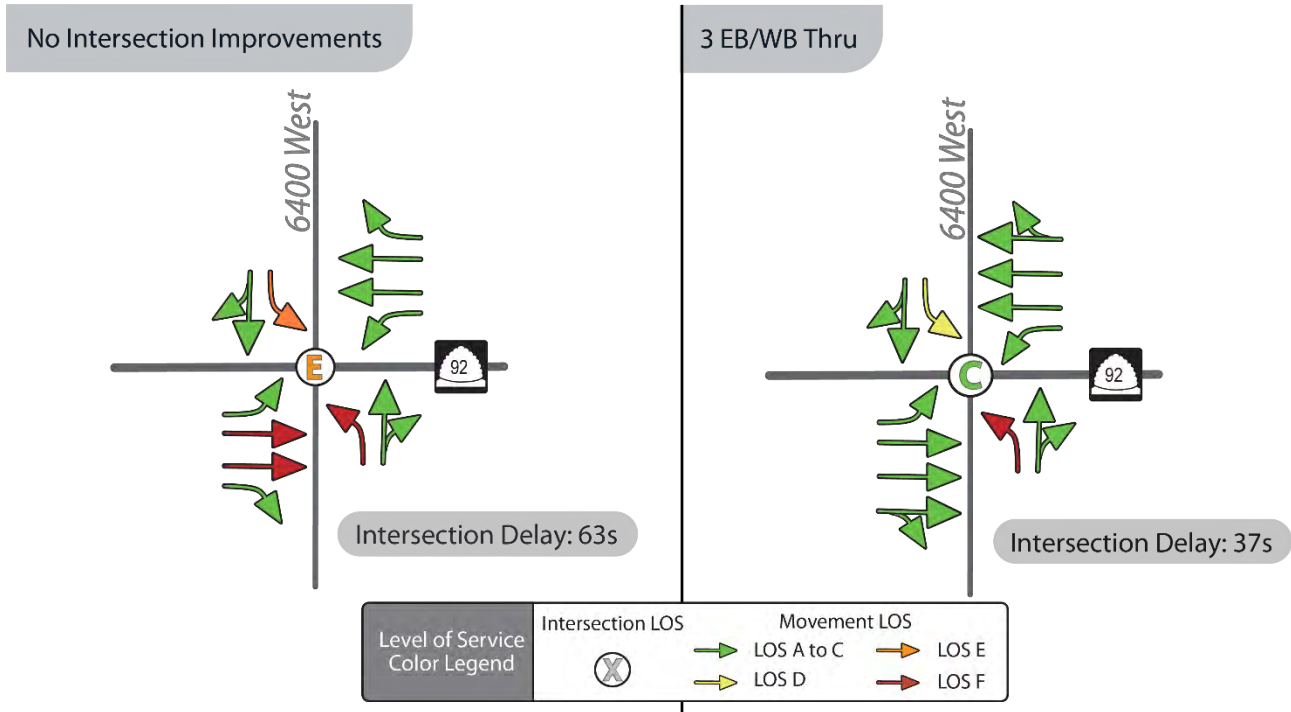 No Intersection Improvements
6400 West
E
92
Intersection Delay: 63s
3 EB/WB Thru
6400 West
C
92
Intersection Delay: 37s
Level of Service
Color Legend
Intersection LOS
X
Movement LOS
LOS A to C
LOS E
LOS D
LOS F